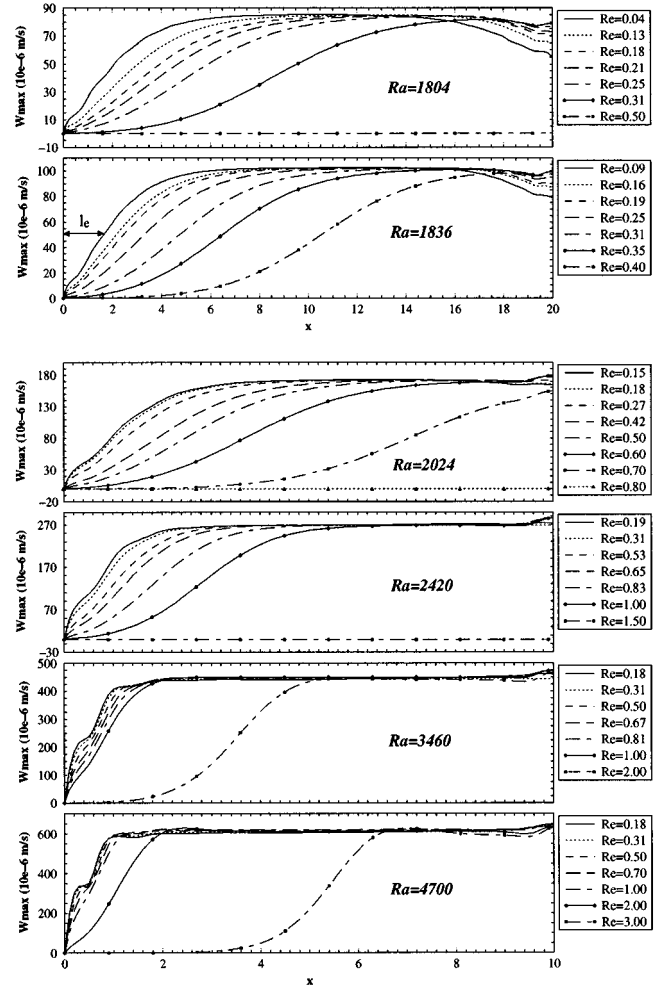 Wmax (10e–6 m/s)
90
70
50
30
10
−10
Ra=1804
Re=0.04
Re=0.13
Re=0.18
Re=0.21
Re=0.25
Re=0.31
Re=0.50
Wmax (10e–6 m/s)
100
80
60
40
20
0
l_e
Ra=1836
Re=0.09
Re=0.16
Re=0.19
Re=0.25
Re=0.31
Re=0.35
Re=0.40
0 2 4 6 8 10 12 14 16 18 20
x
Wmax (10e–6 m/s)
180
130
80
30
−20
Ra=2024
Re=0.15
Re=0.18
Re=0.27
Re=0.42
Re=0.50
Re=0.60
Re=0.70
Re=0.80
Wmax (10e–6 m/s)
270
170
70
−30
Ra=2420
Re=0.19
Re=0.31
Re=0.53
Re=0.65
Re=0.83
Re=1.00
Re=1.50
Wmax (10e–6 m/s)
500
400
300
200
100
0
Ra=3460
Re=0.18
Re=0.31
Re=0.50
Re=0.67
Re=0.81
Re=1.00
Re=2.00
Wmax (10e–6 m/s)
600
400
200
0
Ra=4700
Re=0.18
Re=0.31
Re=0.50
Re=0.70
Re=1.00
Re=2.00
Re=3.00
0 2 4 6 8 10
x